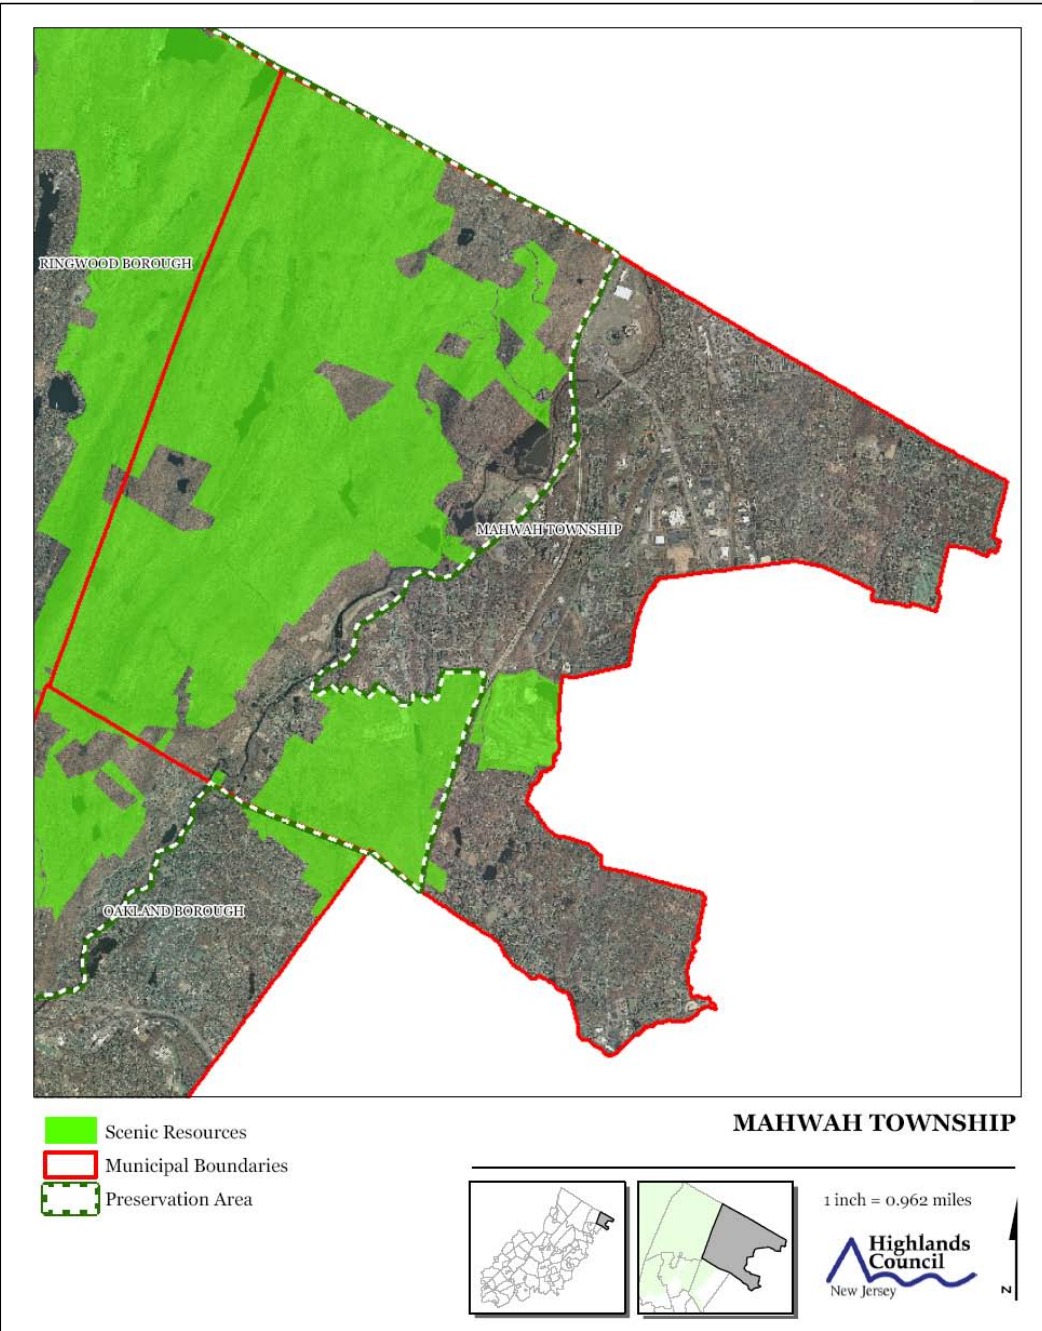 RINGWOOD BOROUGH
MAHWAH TOWNSHIP
OAKLAND BOROUGH
Scenic Resources
Municipal Boundaries
Preservation Area
MAHWAH TOWNSHIP
1 inch = 0.962 miles
Highlands
Council
New Jersey
N